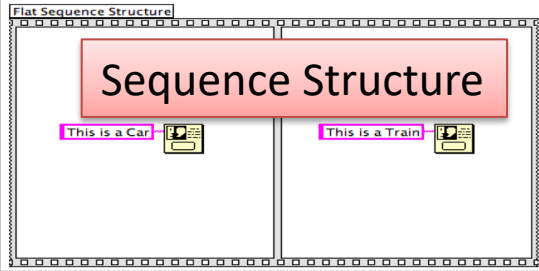 Flat Sequence Structure
Sequence Structure
This is a Car
This is a Train